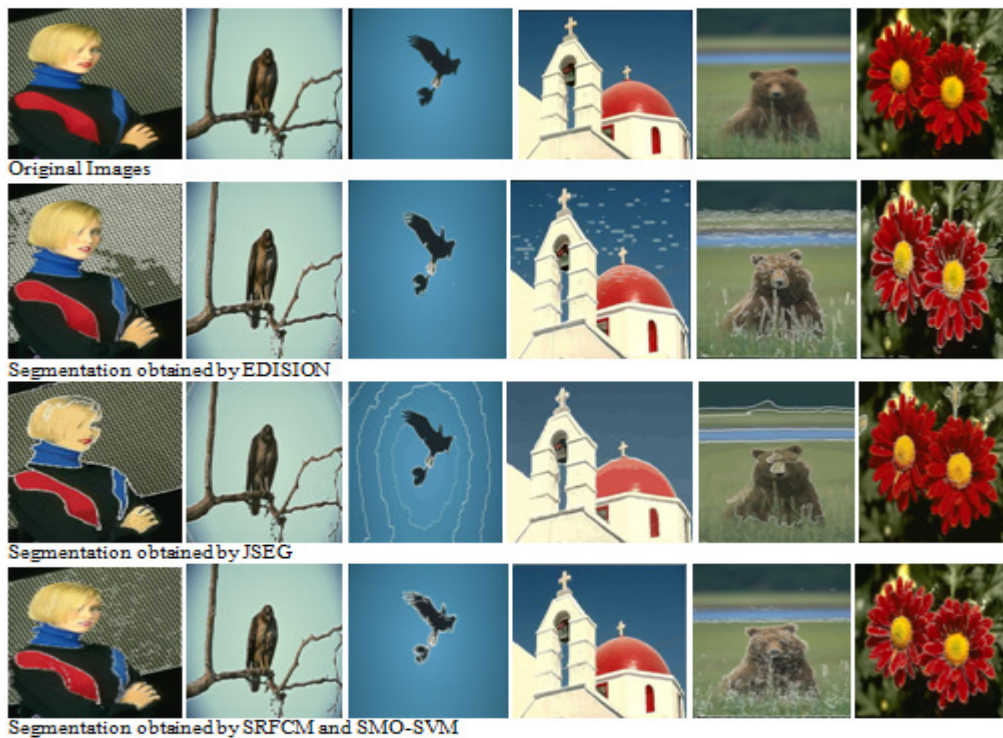 Original Images
Segmentation obtained by EDISION
Segmentation obtained by JSEG
Segmentation obtained by SRFCM and SMO-SVM